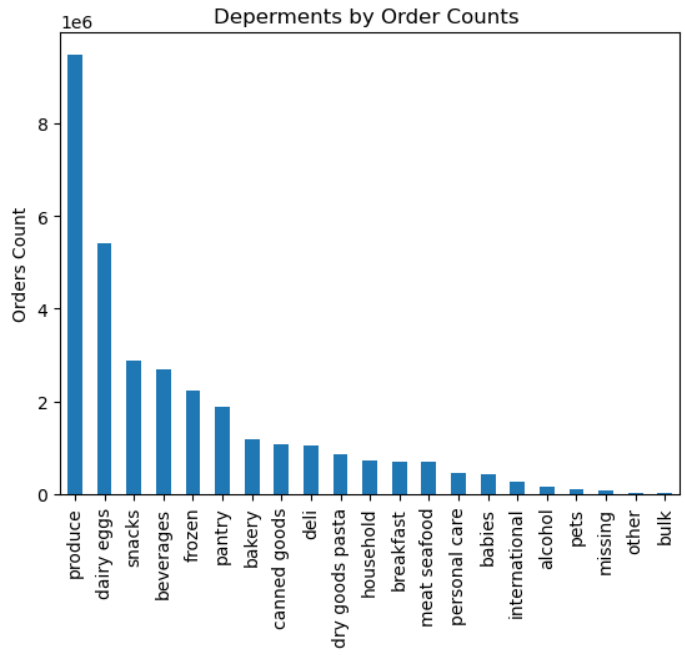 Deperments by Order Counts
1e6
8
6
4
2
0
Orders Count
produce
dairy eggs
snacks
beverages
frozen
pantry
bakery
canned goods
deli
dry goods pasta
household
breakfast
meat seafood
personal care
babies
international
alcohol
pets
missing
other
bulk